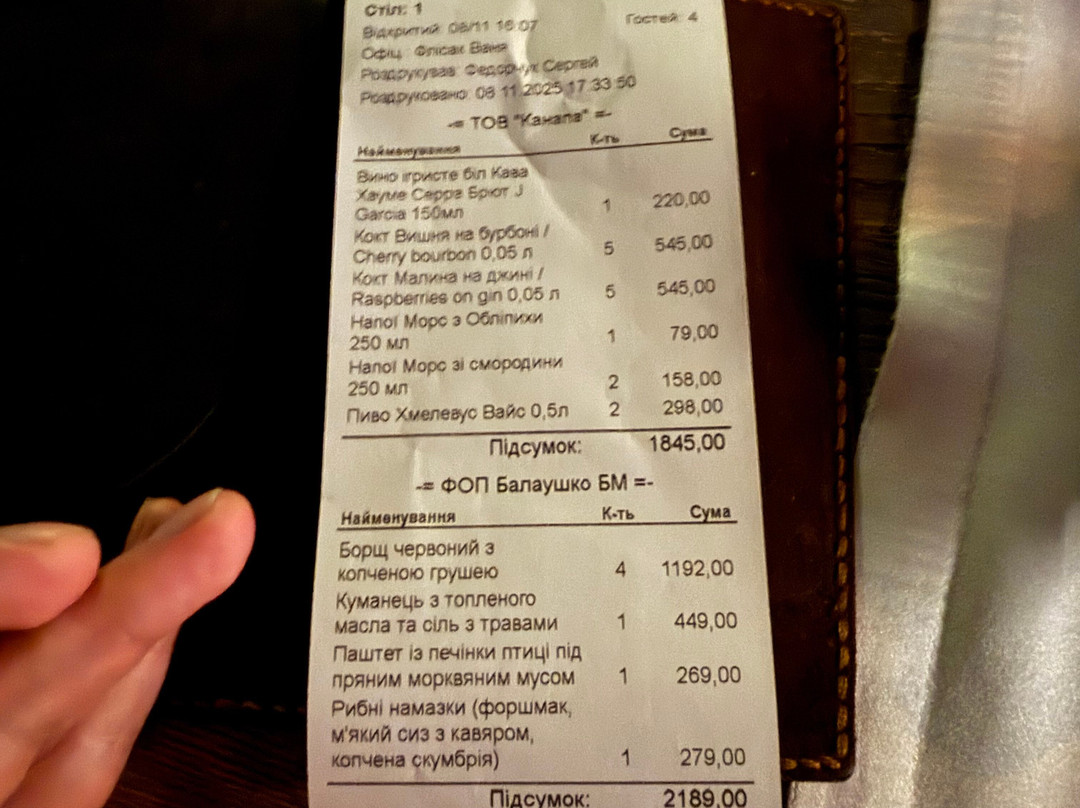 Стіл: 1
Відкритий: 08/11 16:07 Гостей: 4
Офіц: Флісак Ваня
Роздрукував: Федорчук Сергей
Роздруковано: 08.11.2025 17:33:50
-= ТОВ "Канапа" =-
Найменування К-ть Сума
Вино ігристе біл Кава
Хауме Серра Брют J
Garcia 150мл 1 220,00
Кокт Вишня на бурбоні /
Cherry bourbon 0,05 л 5 545,00
Кокт Малина на джині /
Raspberries on gin 0,05 л 5 545,00
Напої Морс з Обліпихи
250 мл 1 79,00
Напої Морс зі смородини
250 мл 2 158,00
Пиво Хмелевус Вайс 0,5л 2 298,00
Підсумок: 1845,00
-= ФОП Балаушко БМ =-
Найменування К-ть Сума
Борщ червоний з
копченою грушею 4 1192,00
Куманець з топленого
масла та сіль з травами 1 449,00
Паштет із печінки птиці під
пряним морквяним мусом 1 269,00
Рибні намазки (форшмак,
м'який сиз з кавяром,
копчена скумбрія) 1 279,00
Підсумок: 2189,00